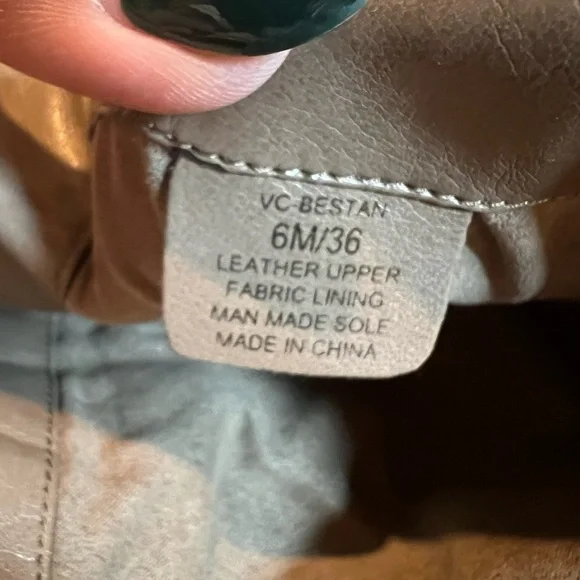 VC-BESTAN
6M/36
LEATHER UPPER
FABRIC LINING
MAN MADE SOLE
MADE IN CHINA